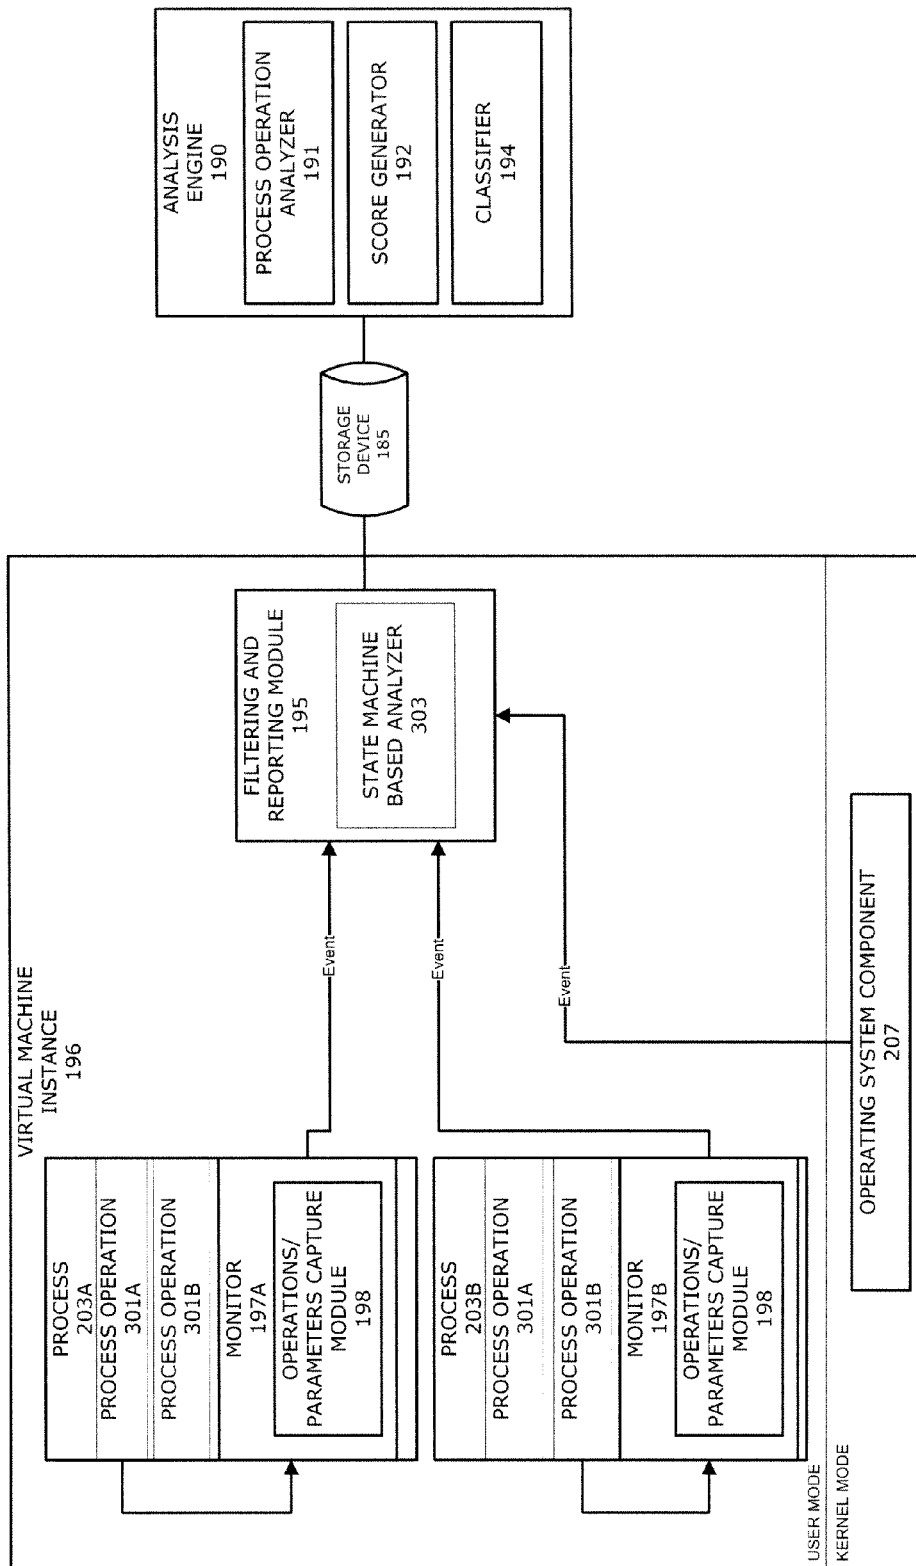 VIRTUAL MACHINE
INSTANCE
196
PROCESS
203A
PROCESS OPERATION
301A
PROCESS OPERATION
301B
MONITOR
197A
OPERATIONS/
PARAMETERS CAPTURE
MODULE
198
PROCESS
203B
PROCESS OPERATION
301A
PROCESS OPERATION
301B
MONITOR
197B
OPERATIONS/
PARAMETERS CAPTURE
MODULE
198
USER MODE
KERNEL MODE
Event
Event
Event
OPERATING SYSTEM COMPONENT
207
FILTERING AND
REPORTING MODULE
195
STATE MACHINE
BASED ANALYZER
303
STORAGE
DEVICE
185
ANALYSIS
ENGINE
190
PROCESS OPERATION
ANALYZER
191
SCORE GENERATOR
192
CLASSIFIER
194